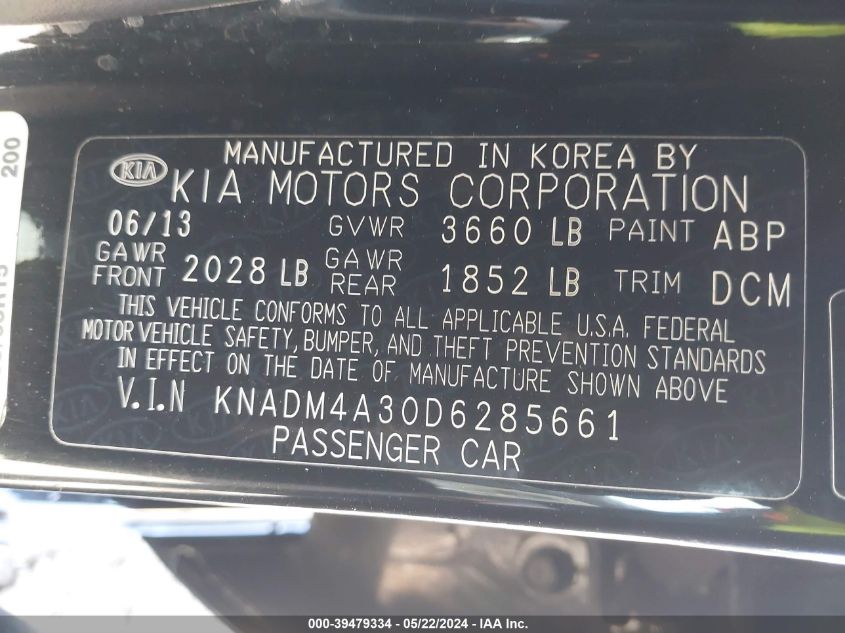 200
KIA
MANUFACTURED IN KOREA BY
KIA MOTORS CORPORATION
06/13 GVWR 3660 LB PAINT ABP
GAWR FRONT 2028 LB GAWR REAR 1852 LB TRIM DCM
THIS VEHICLE CONFORMS TO ALL APPLICABLE U.S.A. FEDERAL
MOTOR VEHICLE SAFETY, BUMPER, AND THEFT PREVENTION STANDARDS
IN EFFECT ON THE DATE OF MANUFACTURE SHOWN ABOVE
V.I.N KNADM4A30D6285661
PASSENGER CAR
000-39479334 - 05/22/2024 - IAA Inc.